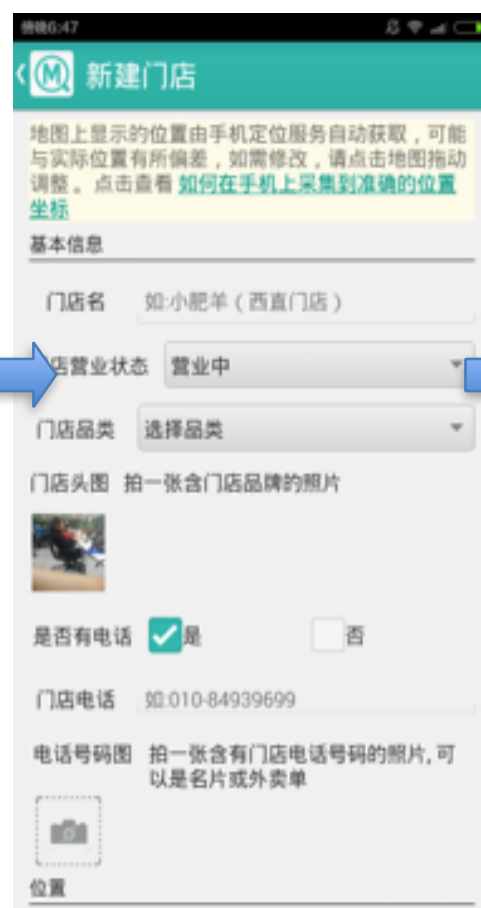 傍晚6:47
新建门店
地图上显示的位置由手机定位服务自动获取，可能
与实际位置有所偏差，如需修改，请点击地图拖动
调整。点击查看 如何在手机上采集到准确的位置
坐标
基本信息
门店名 如:小肥羊（西直门店）
店营业状态 营业中
门店品类 选择品类
门店头图 拍一张含门店品牌的照片
是否有电话 是 否
门店电话 如:010-84939699
电话号码图 拍一张含有门店电话号码的照片,可
以是名片或外卖单
位置